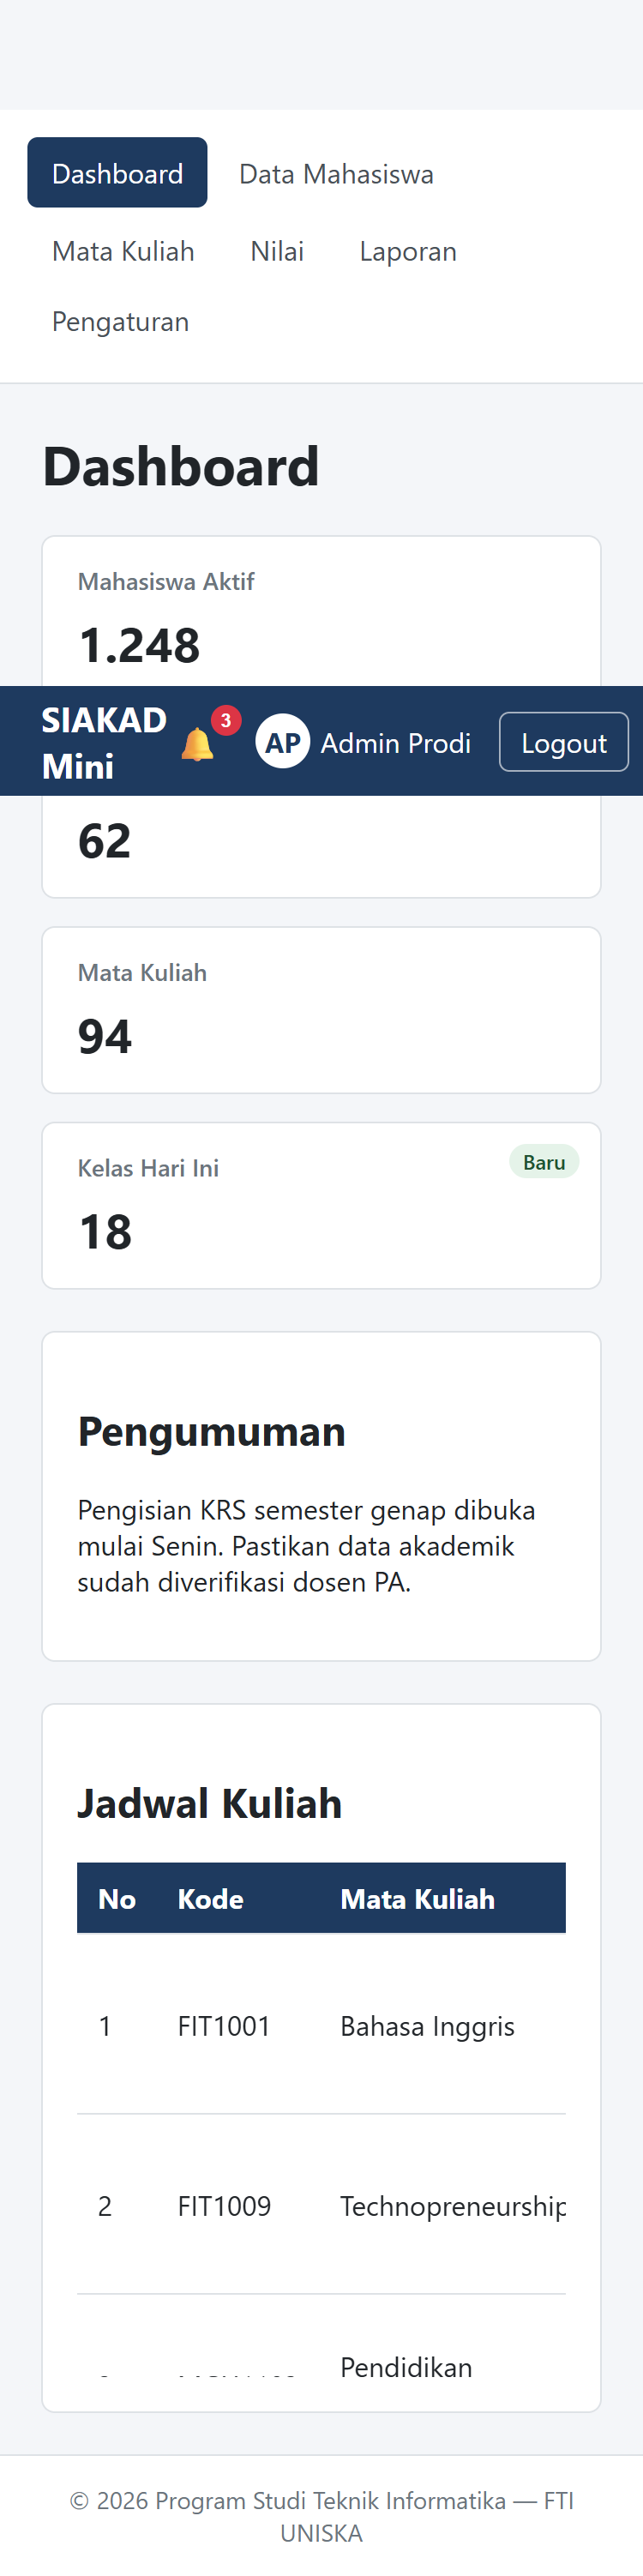 Dashboard
Data Mahasiswa
Mata Kuliah
Nilai
Laporan
Pengaturan
Dashboard
Mahasiswa Aktif
1.248
SIAKAD
Mini
3
AP
Admin Prodi
Logout
62
Mata Kuliah
94
Kelas Hari Ini
Baru
18
Pengumuman
Pengisian KRS semester genap dibuka
mulai Senin. Pastikan data akademik
sudah diverifikasi dosen PA.
Jadwal Kuliah
No Kode Mata Kuliah
1 FIT1001 Bahasa Inggris
2 FIT1009 Technopreneurship
Pendidikan
© 2026 Program Studi Teknik Informatika — FTI
UNISKA